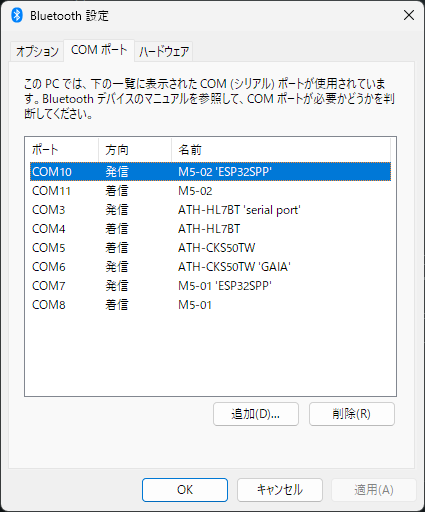 Bluetooth 設定
オプション COM ポート ハードウェア
この PC では、下の一覧に表示された COM (シリアル) ポートが使用されていま
す。Bluetooth デバイスのマニュアルを参照して、COM ポートが必要かどうかを判
断してください。
ポート 方向 名前
COM10 発信 M5-02 'ESP32SPP'
COM11 着信 M5-02
COM3 発信 ATH-HL7BT 'serial port'
COM4 着信 ATH-HL7BT
COM5 着信 ATH-CKS50TW
COM6 発信 ATH-CKS50TW 'GAIA'
COM7 発信 M5-01 'ESP32SPP'
COM8 着信 M5-01
追加(D)... 削除(R)
OK キャンセル 適用(A)